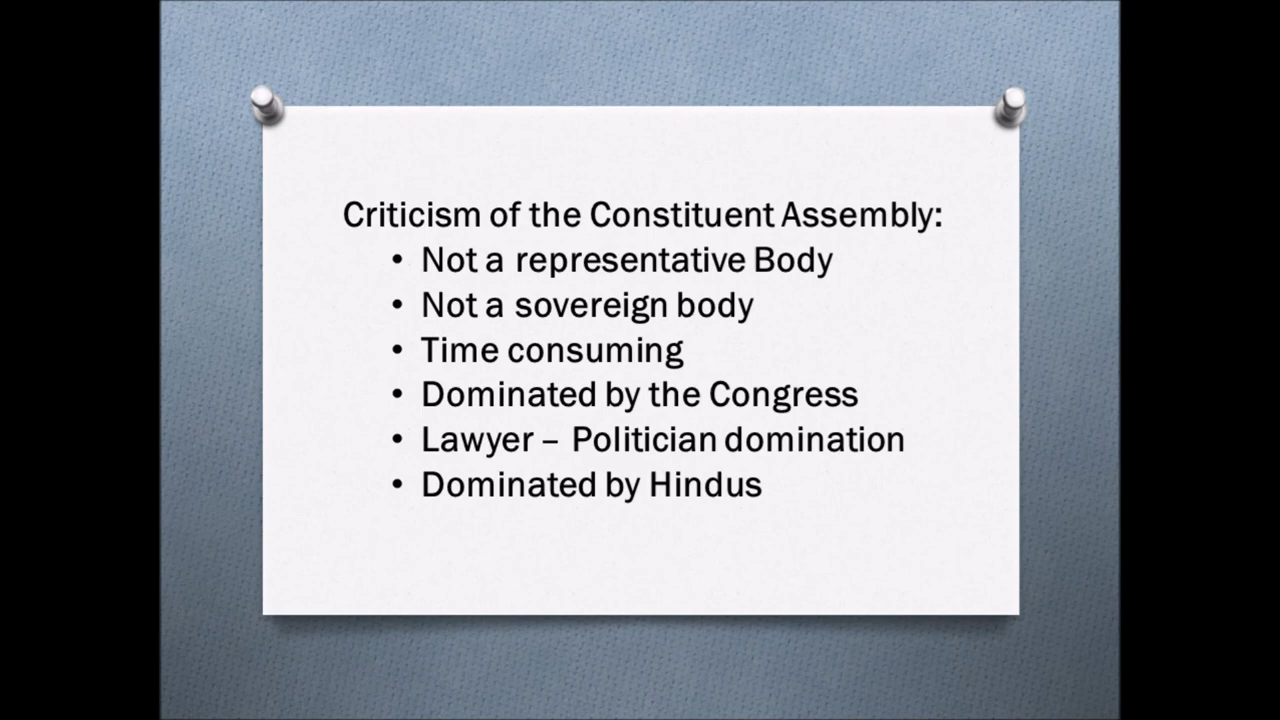 Criticism of the Constituent Assembly:
• Not a representative Body
• Not a sovereign body
• Time consuming
• Dominated by the Congress
• Lawyer – Politician domination
• Dominated by Hindus